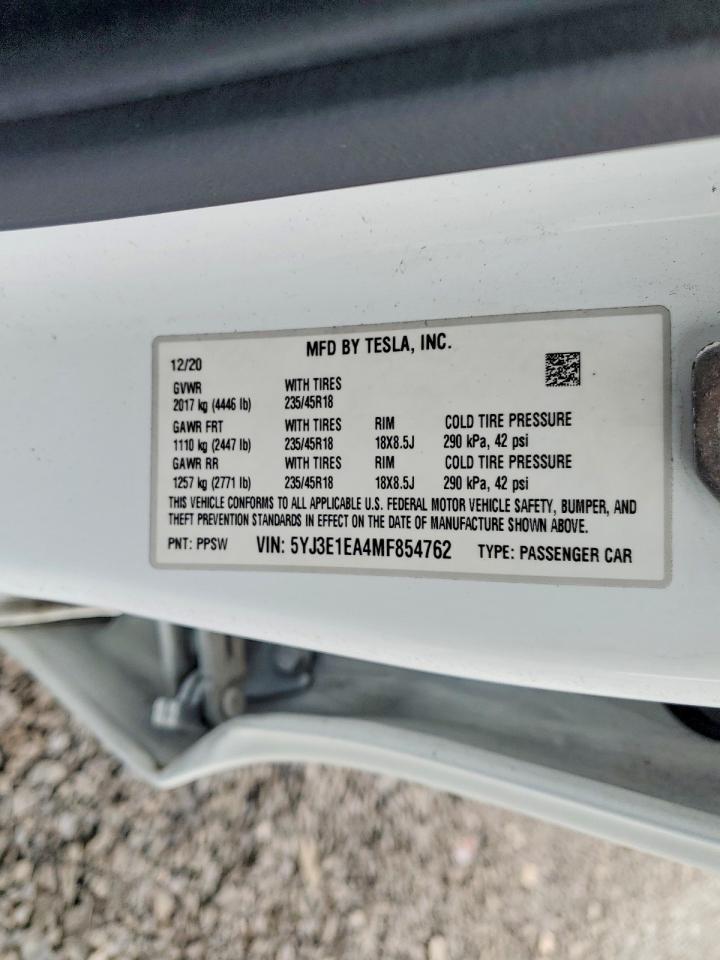 MFD BY TESLA, INC.
12/20
GVWR WITH TIRES
2017 kg (4446 lb) 235/45R18
GAWR FRT WITH TIRES RIM COLD TIRE PRESSURE
1110 kg (2447 lb) 235/45R18 18X8.5J 290 kPa, 42 psi
GAWR RR WITH TIRES RIM COLD TIRE PRESSURE
1257 kg (2771 lb) 235/45R18 18X8.5J 290 kPa, 42 psi
THIS VEHICLE CONFORMS TO ALL APPLICABLE U.S. FEDERAL MOTOR VEHICLE SAFETY, BUMPER, AND
THEFT PREVENTION STANDARDS IN EFFECT ON THE DATE OF MANUFACTURE SHOWN ABOVE.
PNT: PPSW VIN: 5YJ3E1EA4MF854762 TYPE: PASSENGER CAR